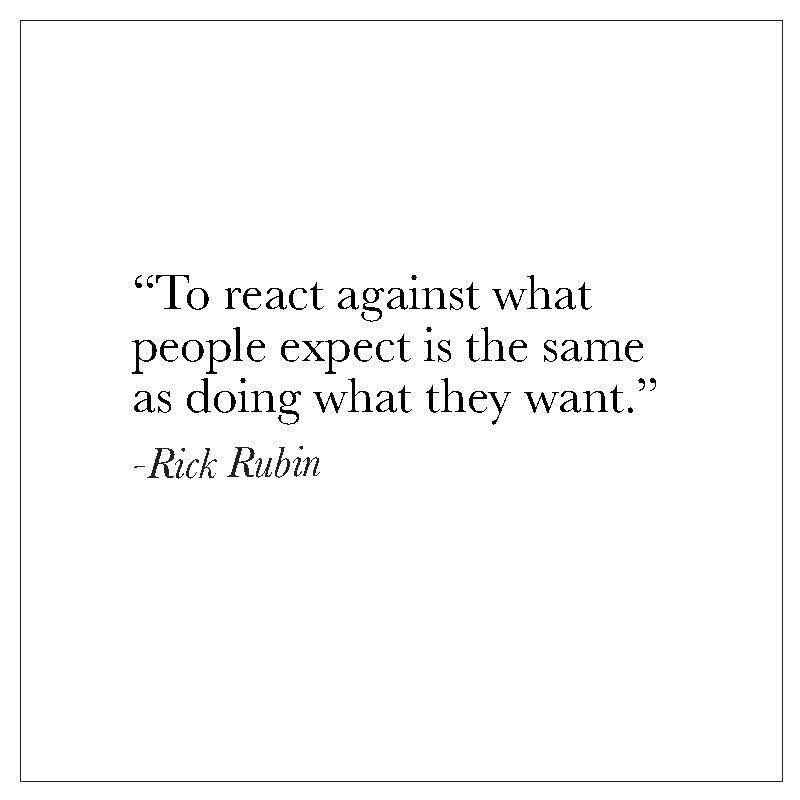 “To react against what
people expect is the same
as doing what they want.”
-Rick Rubin